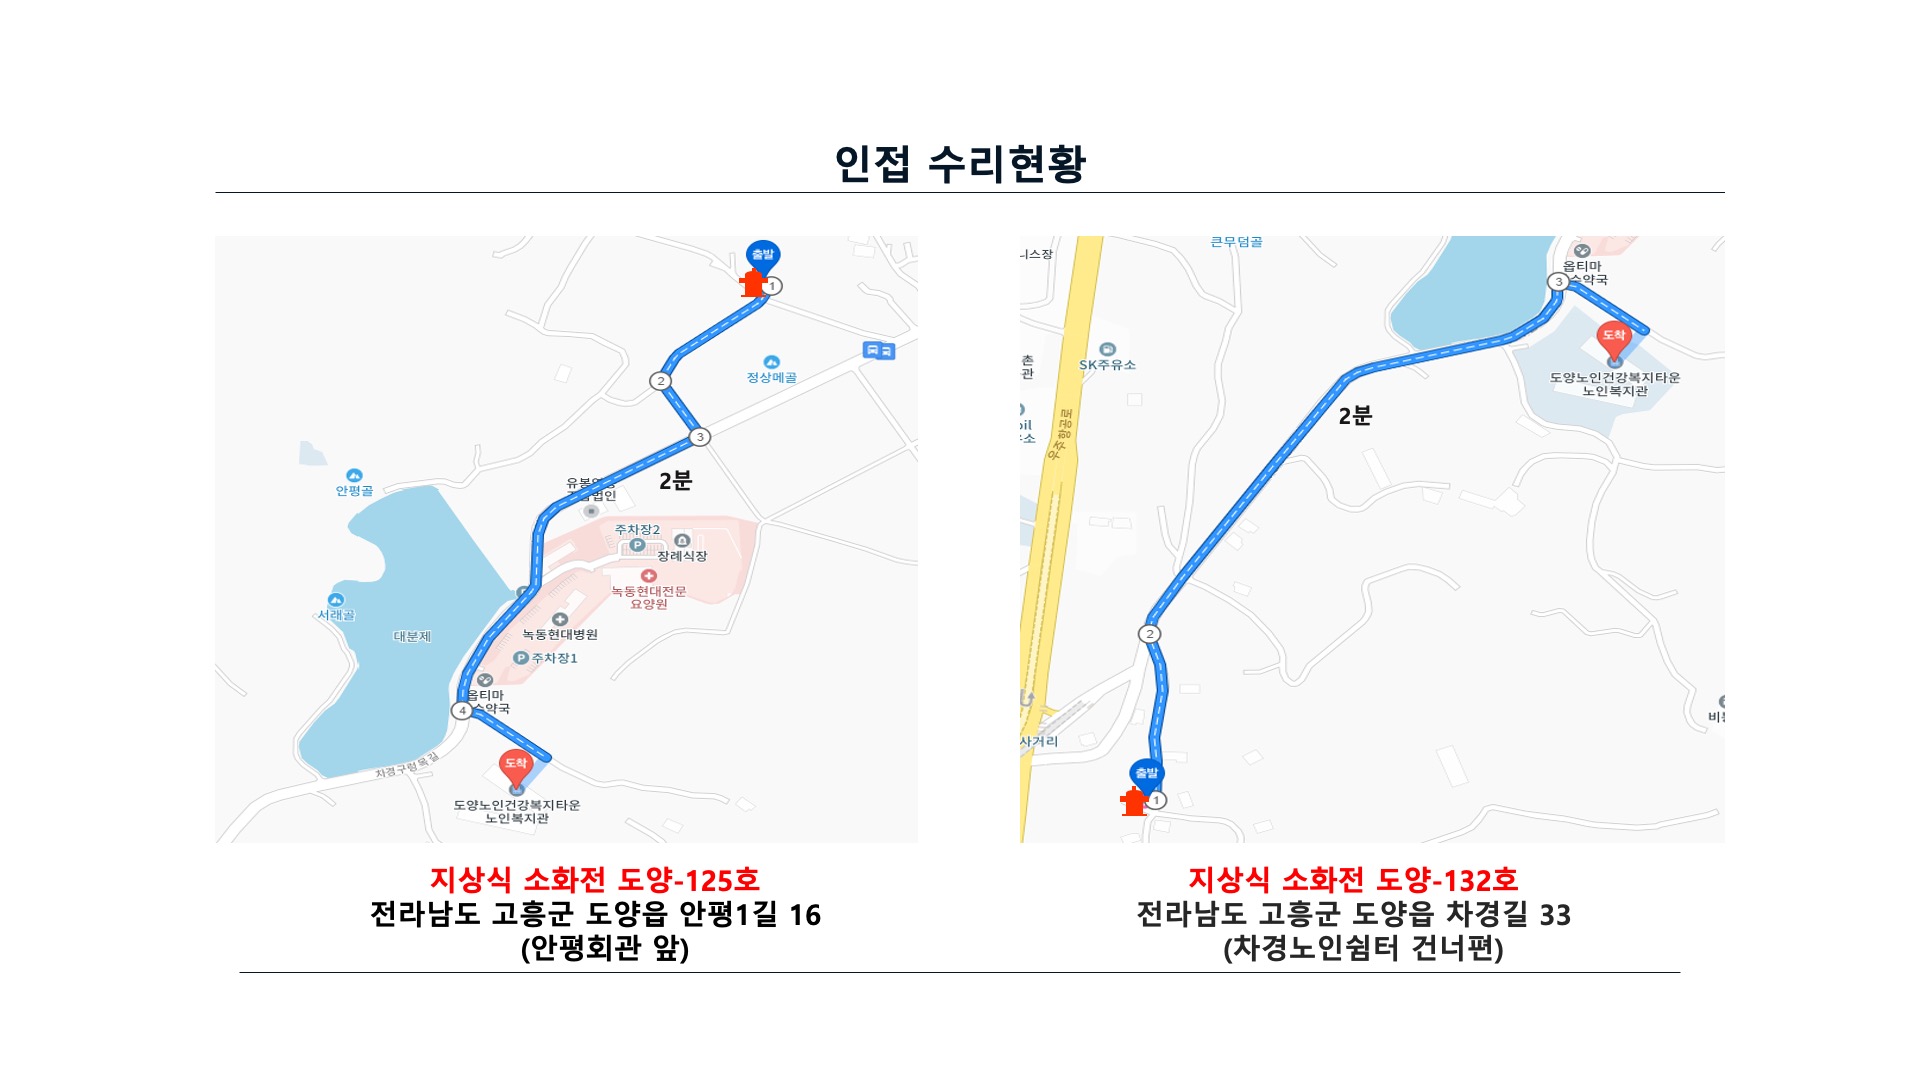 인접 수리현황
출발
1
2
정상메골
3
2분
안평골
주차장2
P
장례식장
녹동현대전문
요양원
서래골
대분제
녹동현대병원
P 주차장1
옵티마
수약국
4
차경구렁목길
도착
도양노인건강복지타운
노인복지관
지상식 소화전 도양-125호
전라남도 고흥군 도양읍 안평1길 16
(안평회관 앞)
큰무덤골
니스장
옵티마
수약국
3
SK주유소
도착
도양노인건강복지타운
노인복지관
촌
관
2분
oil
소
우주항공로
2
사거리
출발
1
지상식 소화전 도양-132호
전라남도 고흥군 도양읍 차경길 33
(차경노인쉼터 건너편)